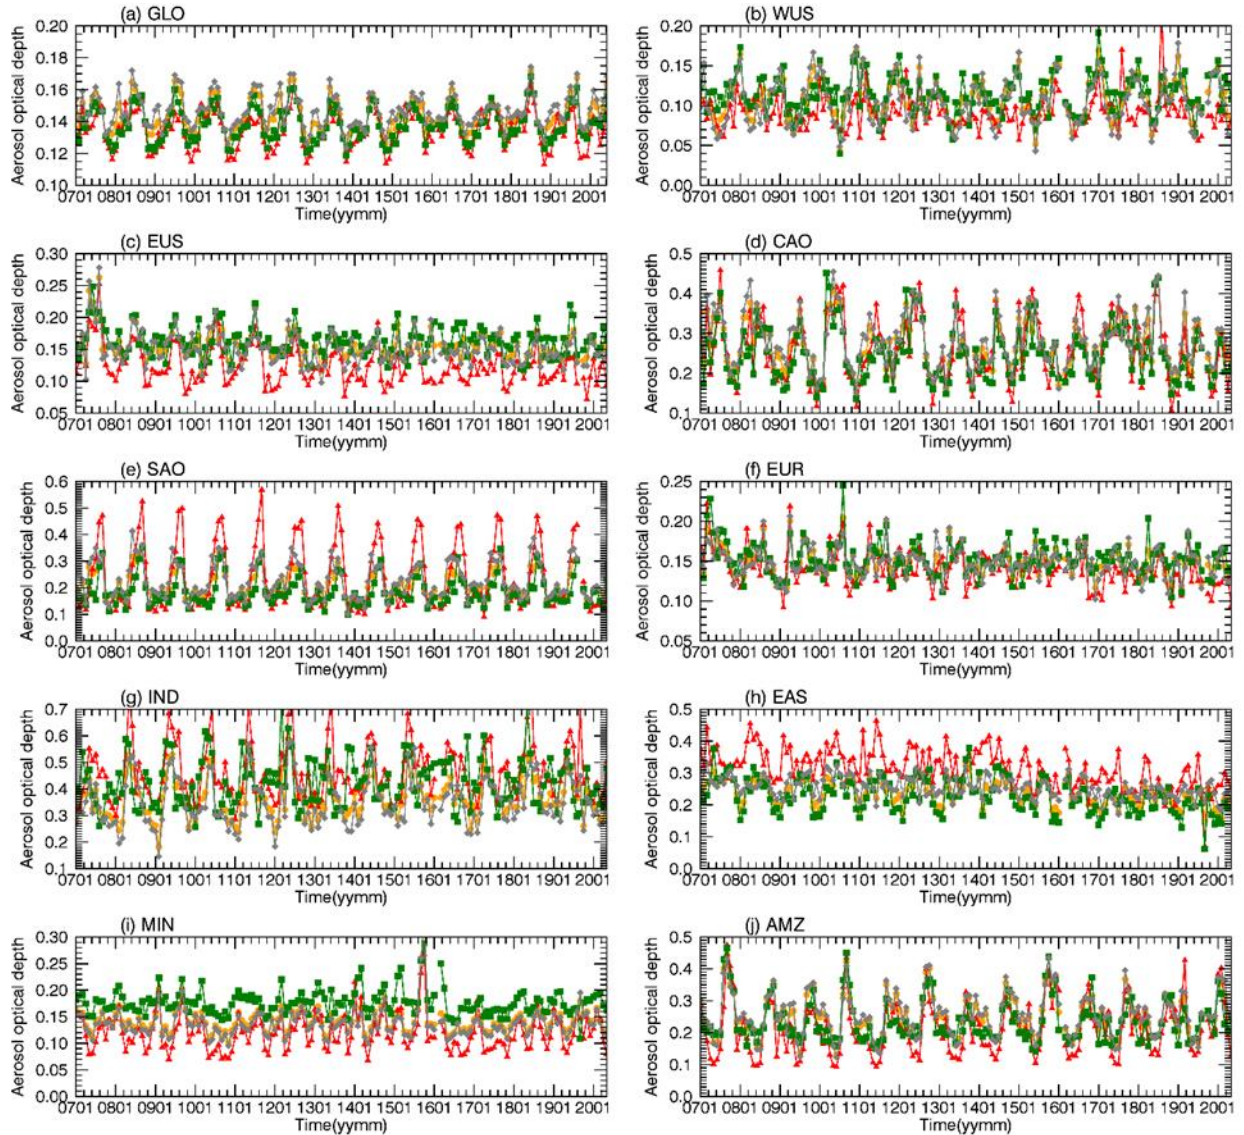 (a) GLO
Aerosol optical depth
0.20
0.18
0.16
0.14
0.12
0.10
0701 0801 0901 1001 1101 1201 1301 1401 1501 1601 1701 1801 1901 2001
Time(yymm)
(b) WUS
Aerosol optical depth
0.20
0.15
0.10
0.05
0.00
0701 0801 0901 1001 1101 1201 1301 1401 1501 1601 1701 1801 1901 2001
Time(yymm)
(c) EUS
Aerosol optical depth
0.30
0.25
0.20
0.15
0.10
0.05
0701 0801 0901 1001 1101 1201 1301 1401 1501 1601 1701 1801 1901 2001
Time(yymm)
(d) CAO
Aerosol optical depth
0.5
0.4
0.3
0.2
0.1
0701 0801 0901 1001 1101 1201 1301 1401 1501 1601 1701 1801 1901 2001
Time(yymm)
(e) SAO
Aerosol optical depth
0.6
0.5
0.4
0.3
0.2
0.1
0.0
0701 0801 0901 1001 1101 1201 1301 1401 1501 1601 1701 1801 1901 2001
Time(yymm)
(f) EUR
Aerosol optical depth
0.25
0.20
0.15
0.10
0.05
0701 0801 0901 1001 1101 1201 1301 1401 1501 1601 1701 1801 1901 2001
Time(yymm)
(g) IND
Aerosol optical depth
0.7
0.6
0.5
0.4
0.3
0.2
0.1
0701 0801 0901 1001 1101 1201 1301 1401 1501 1601 1701 1801 1901 2001
Time(yymm)
(h) EAS
Aerosol optical depth
0.5
0.4
0.3
0.2
0.1
0.0
0701 0801 0901 1001 1101 1201 1301 1401 1501 1601 1701 1801 1901 2001
Time(yymm)
(i) MIN
Aerosol optical depth
0.30
0.25
0.20
0.15
0.10
0.05
0.00
0701 0801 0901 1001 1101 1201 1301 1401 1501 1601 1701 1801 1901 2001
Time(yymm)
(j) AMZ
Aerosol optical depth
0.5
0.4
0.3
0.2
0.1
0.0
0701 0801 0901 1001 1101 1201 1301 1401 1501 1601 1701 1801 1901 2001
Time(yymm)